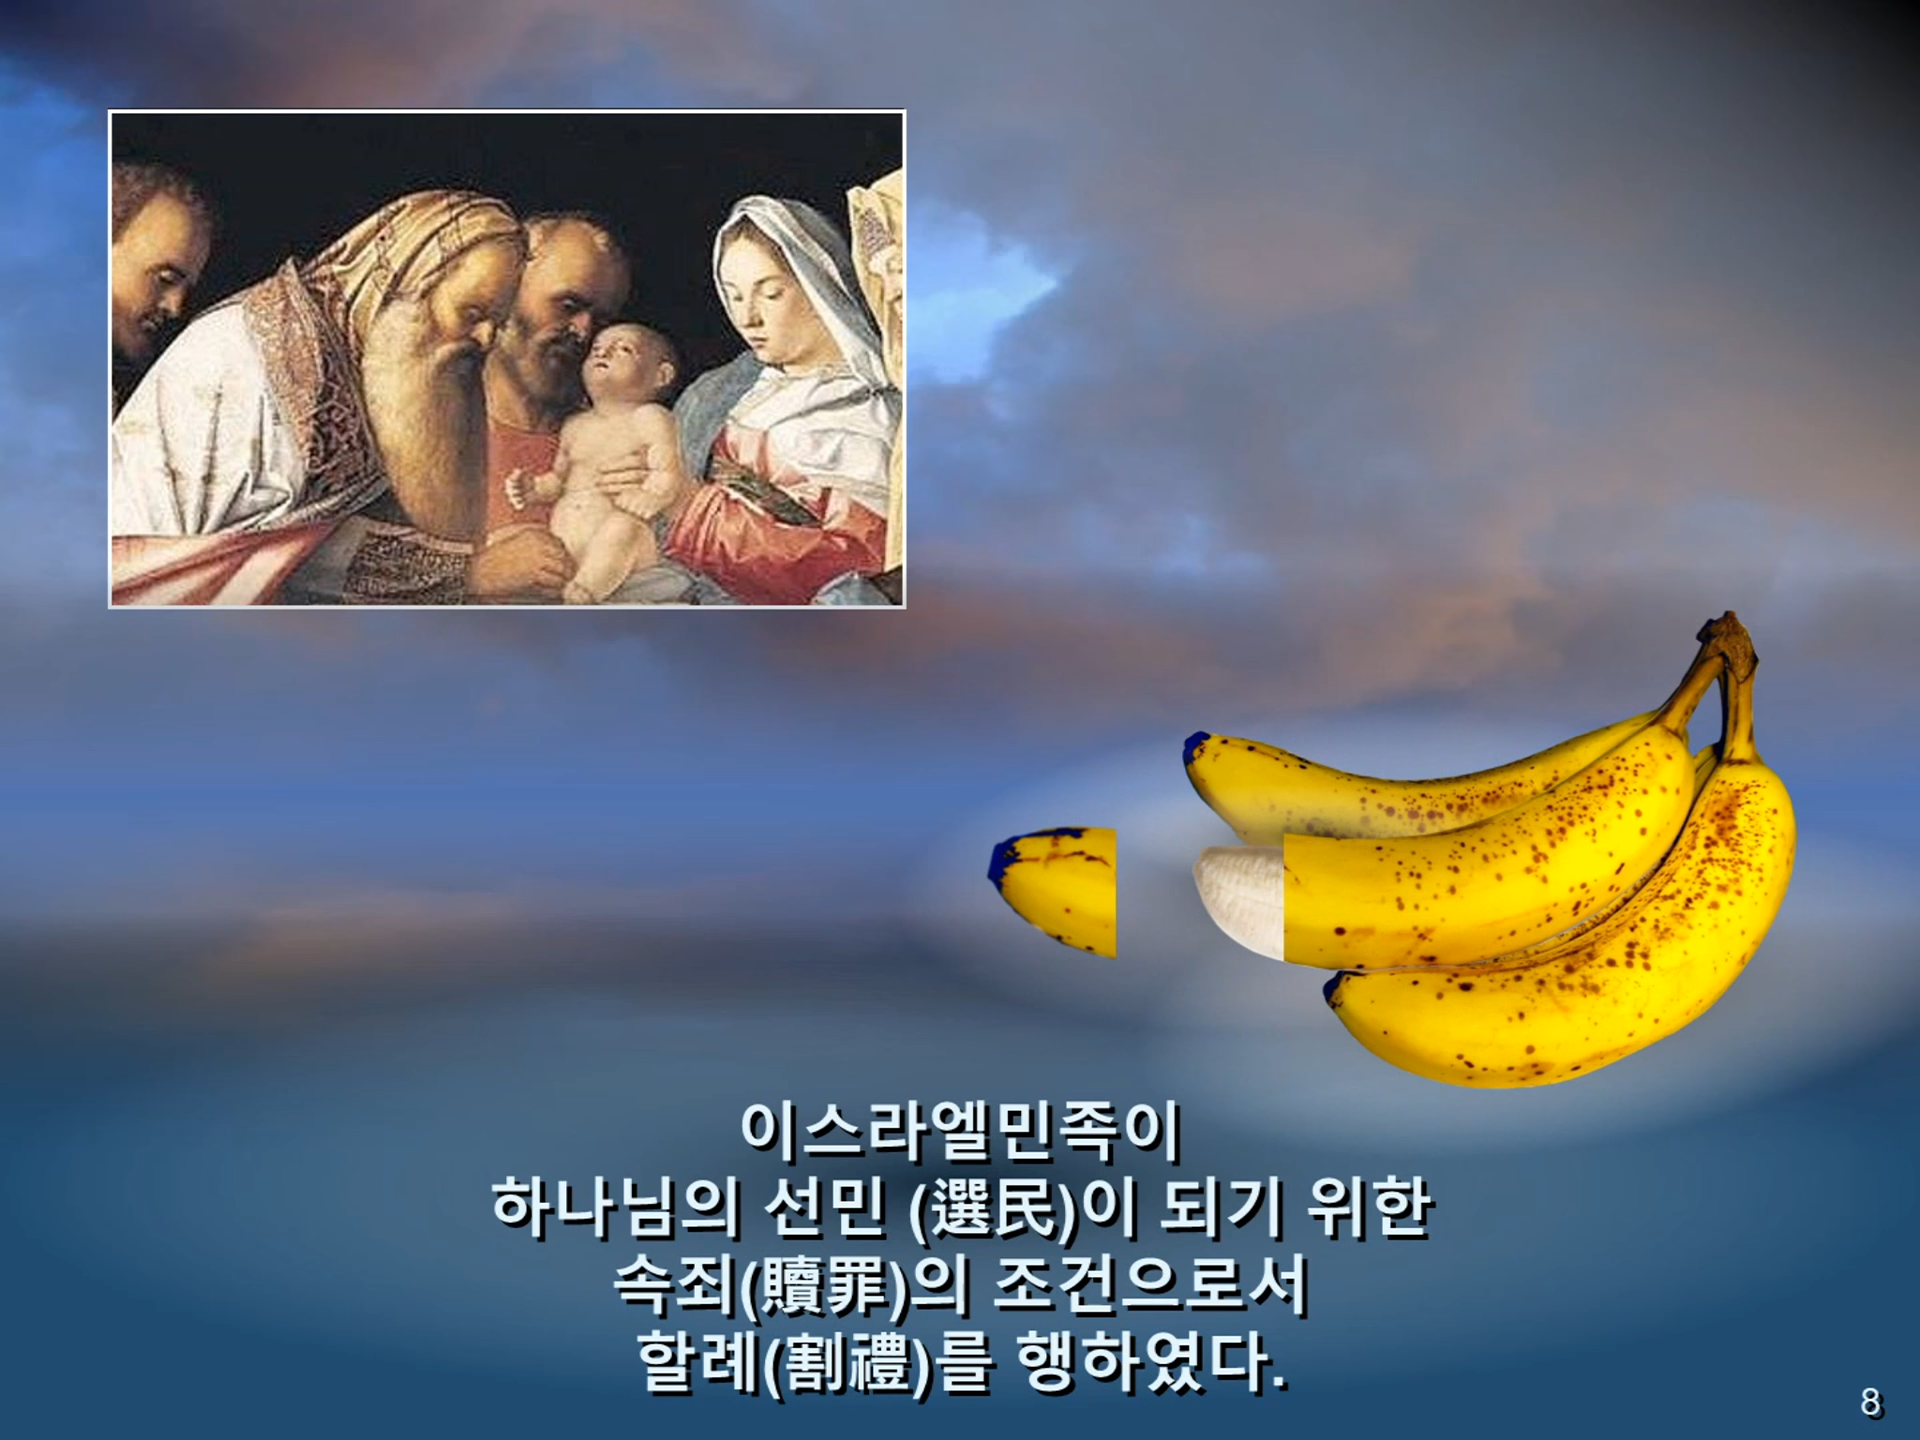 이스라엘민족이
하나님의 선민 (選民)이 되기 위한
속죄(贖罪)의 조건으로서
할례(割禮)를 행하였다.
8